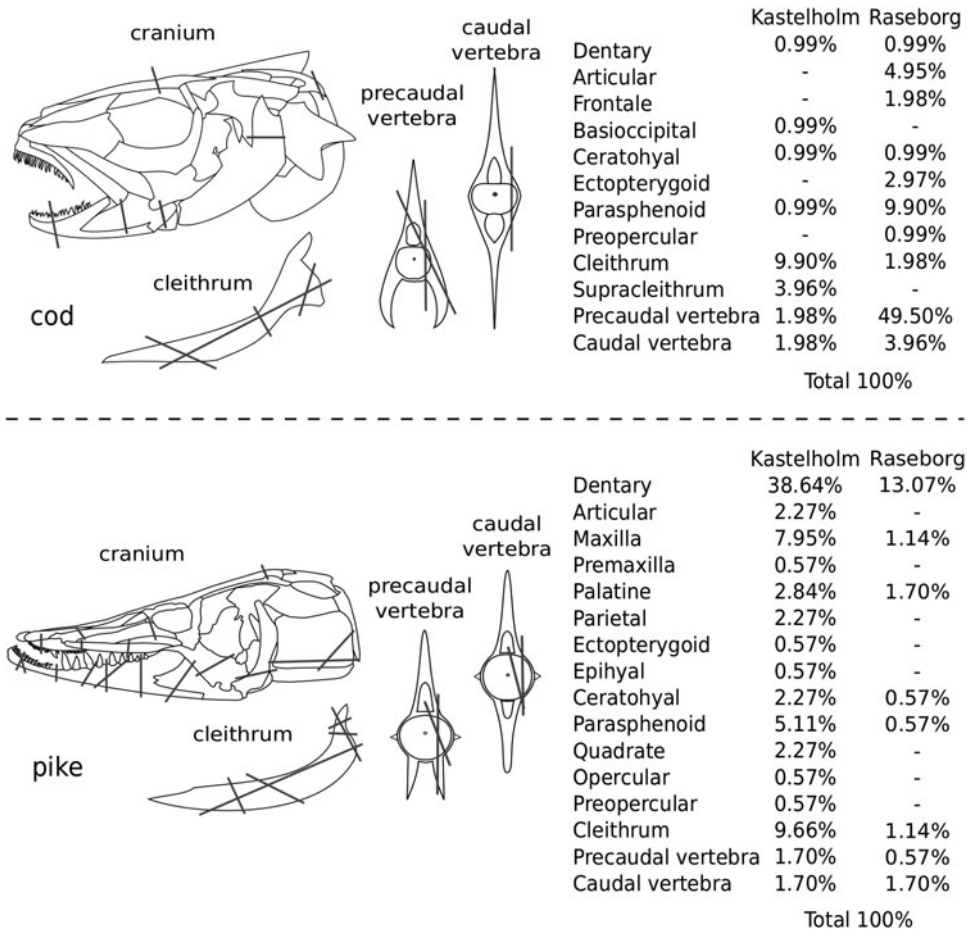 cranium
caudal
vertebra
precaudal
vertebra
cleithrum
cod
Kastelholm Raseborg
Dentary 0.99% 0.99%
Articular - 4.95%
Frontale - 1.98%
Basioccipital 0.99% -
Ceratohyal 0.99% 0.99%
Ectopterygoid - 2.97%
Parasphenoid 0.99% 9.90%
Preopercular - 0.99%
Cleithrum 9.90% 1.98%
Supracleithrum 3.96% -
Precaudal vertebra 1.98% 49.50%
Caudal vertebra 1.98% 3.96%
Total 100%
cranium
caudal
vertebra
precaudal
vertebra
cleithrum
pike
Kastelholm Raseborg
Dentary 38.64% 13.07%
Articular 2.27% -
Maxilla 7.95% 1.14%
Premaxilla 0.57% -
Palatine 2.84% 1.70%
Parietal 2.27% -
Ectopterygoid 0.57% -
Epihyal 0.57% -
Ceratohyal 2.27% 0.57%
Parasphenoid 5.11% 0.57%
Quadrate 2.27% -
Opercular 0.57% -
Preopercular 0.57% -
Cleithrum 9.66% 1.14%
Precaudal vertebra 1.70% 0.57%
Caudal vertebra 1.70% 1.70%
Total 100%